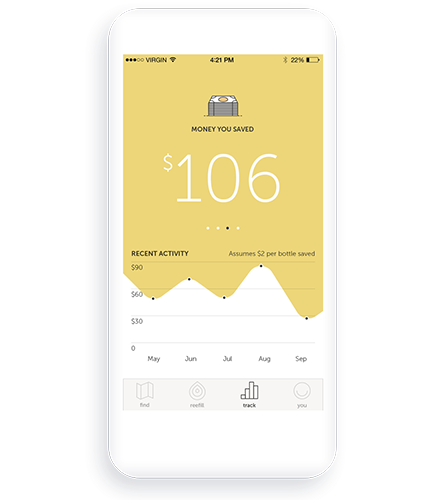 VIRGIN 4:21 PM 22%
MONEY YOU SAVED
$106
RECENT ACTIVITY Assumes $2 per bottle saved
$90
$60
$30
0
May Jun Jul Aug Sep
find reefill track you